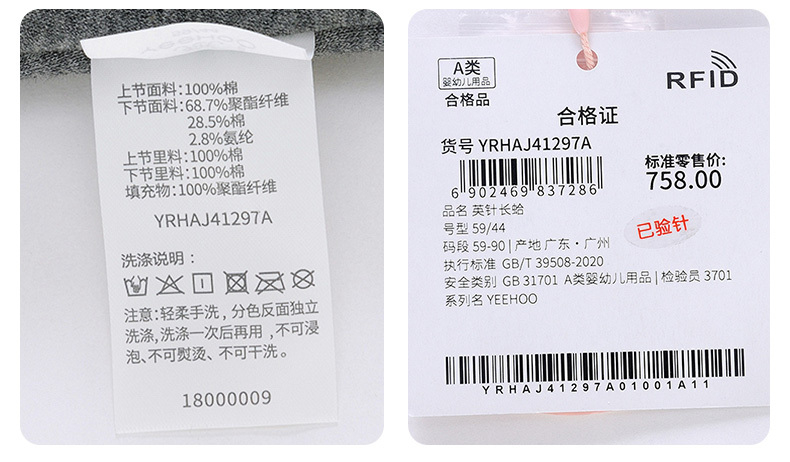 上节面料:100%棉
下节面料:68.7%聚酯纤维
28.5%棉
2.8%氨纶
上节里料:100%棉
下节里料:100%棉
填充物:100%聚酯纤维
YRHAJ41297A
洗涤说明:
注意:轻柔手洗,分色反面独立
洗涤,洗涤一次后再用,不可浸
泡、不可熨烫、不可干洗。
18000009
A类
婴幼儿用品
合格品
RFID
合格证
货号 YRHAJ41297A
6 902469 837286
标准零售价:
758.00
品名 英针长蛤
号型 59/44
码段 59-90 | 产地 广东·广州
执行标准 GB/T 39508-2020
安全类别 GB 31701 A类婴幼儿用品 | 检验员 3701
系列名 YEEHOO
已验针
YRHAJ41297A01001A11